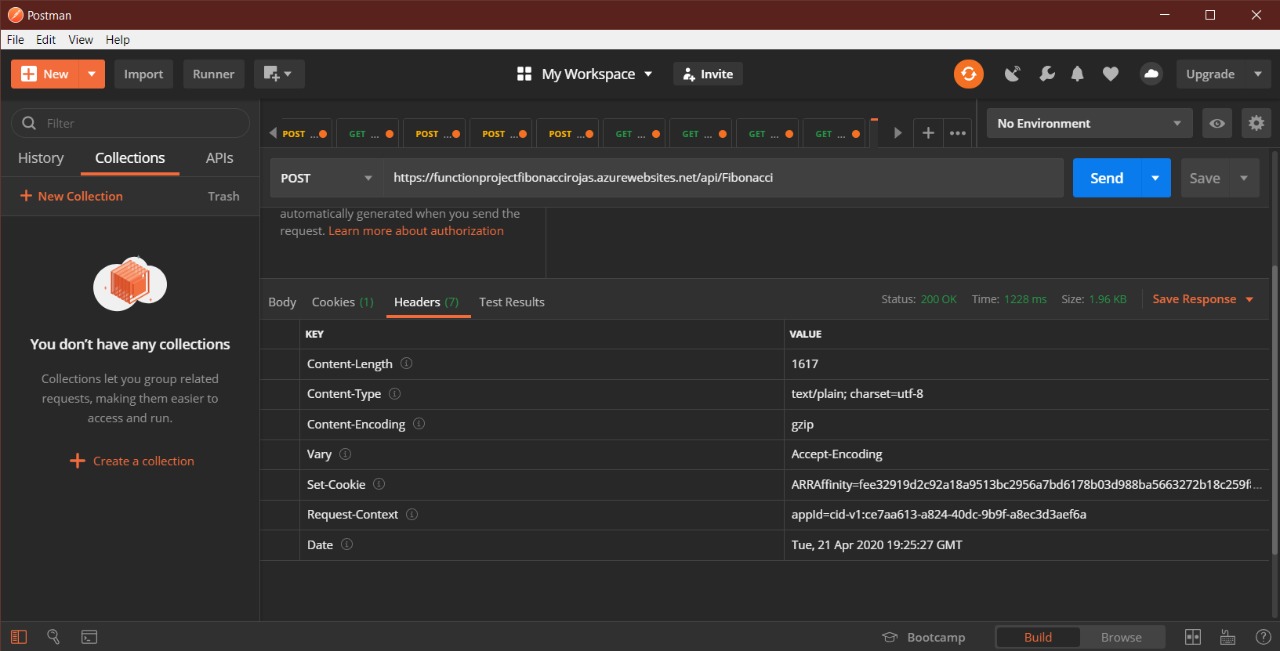 Postman
File Edit View Help
New Import Runner My Workspace Invite Upgrade
Filter
POST ... GET ... POST ... POST ... POST ... GET ... GET ... GET ... GET ...
No Environment
History Collections APIs
New Collection Trash
POST https://functionprojectfibonaccirojas.azurewebsites.net/api/Fibonacci Send Save
automatically generated when you send the
request. Learn more about authorization
You don't have any collections
Collections let you group related
requests, making them easier to
access and run.
Create a collection
Body Cookies (1) Headers (7) Test Results Status: 200 OK Time: 1228 ms Size: 1.96 KB Save Response
KEY VALUE
Content-Length 1617
Content-Type text/plain; charset=utf-8
Content-Encoding gzip
Vary Accept-Encoding
Set-Cookie ARRAffinity=fee32919d2c92a18a9513bc2956a7bd6178b03d988ba5663272b18c259f...
Request-Context appId=cid-v1:ce7aa613-a824-40dc-9b9f-a8ec3d3aef6a
Date Tue, 21 Apr 2020 19:25:27 GMT
Bootcamp Build Browse